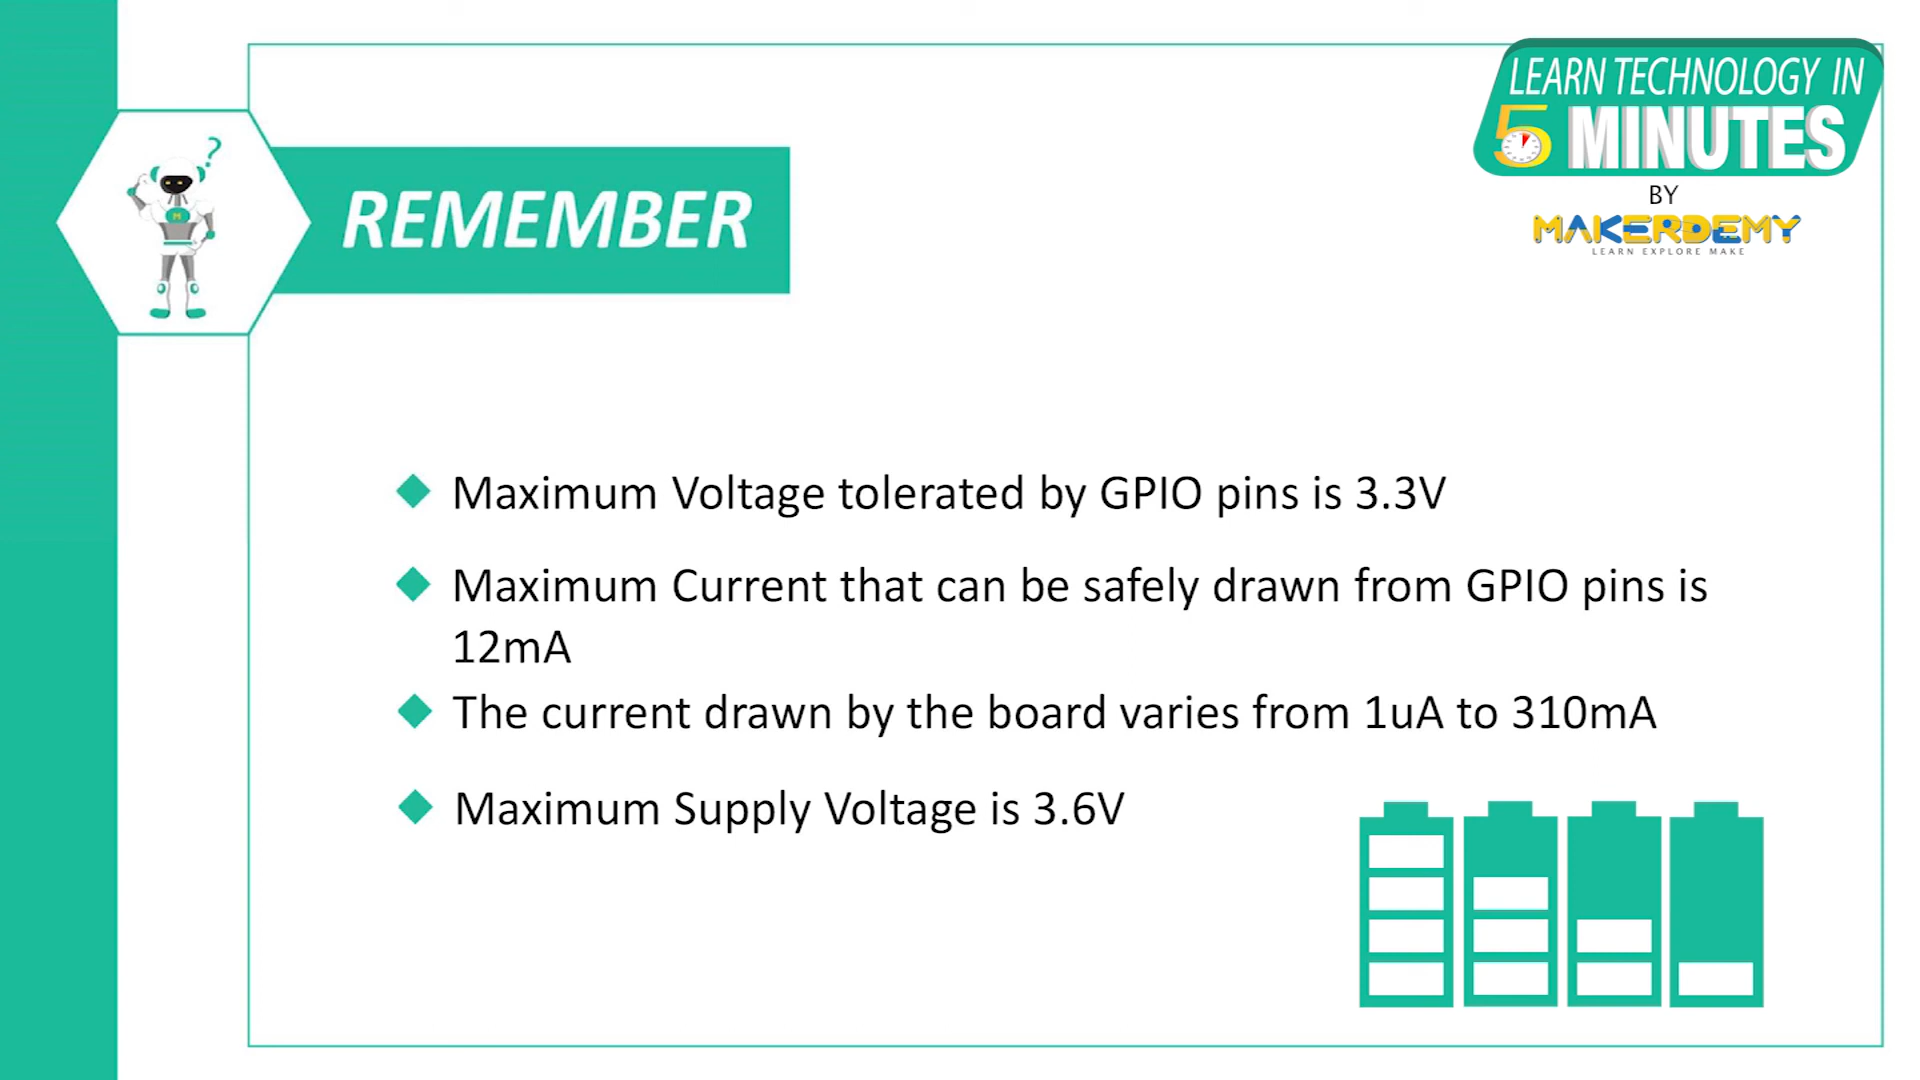 LEARN TECHNOLOGY IN
5 MINUTES
BY
MAKERDEMY
LEARN EXPLORE MAKE
?
M
REMEMBER
Maximum Voltage tolerated by GPIO pins is 3.3V
Maximum Current that can be safely drawn from GPIO pins is
12mA
The current drawn by the board varies from 1uA to 310mA
Maximum Supply Voltage is 3.6V